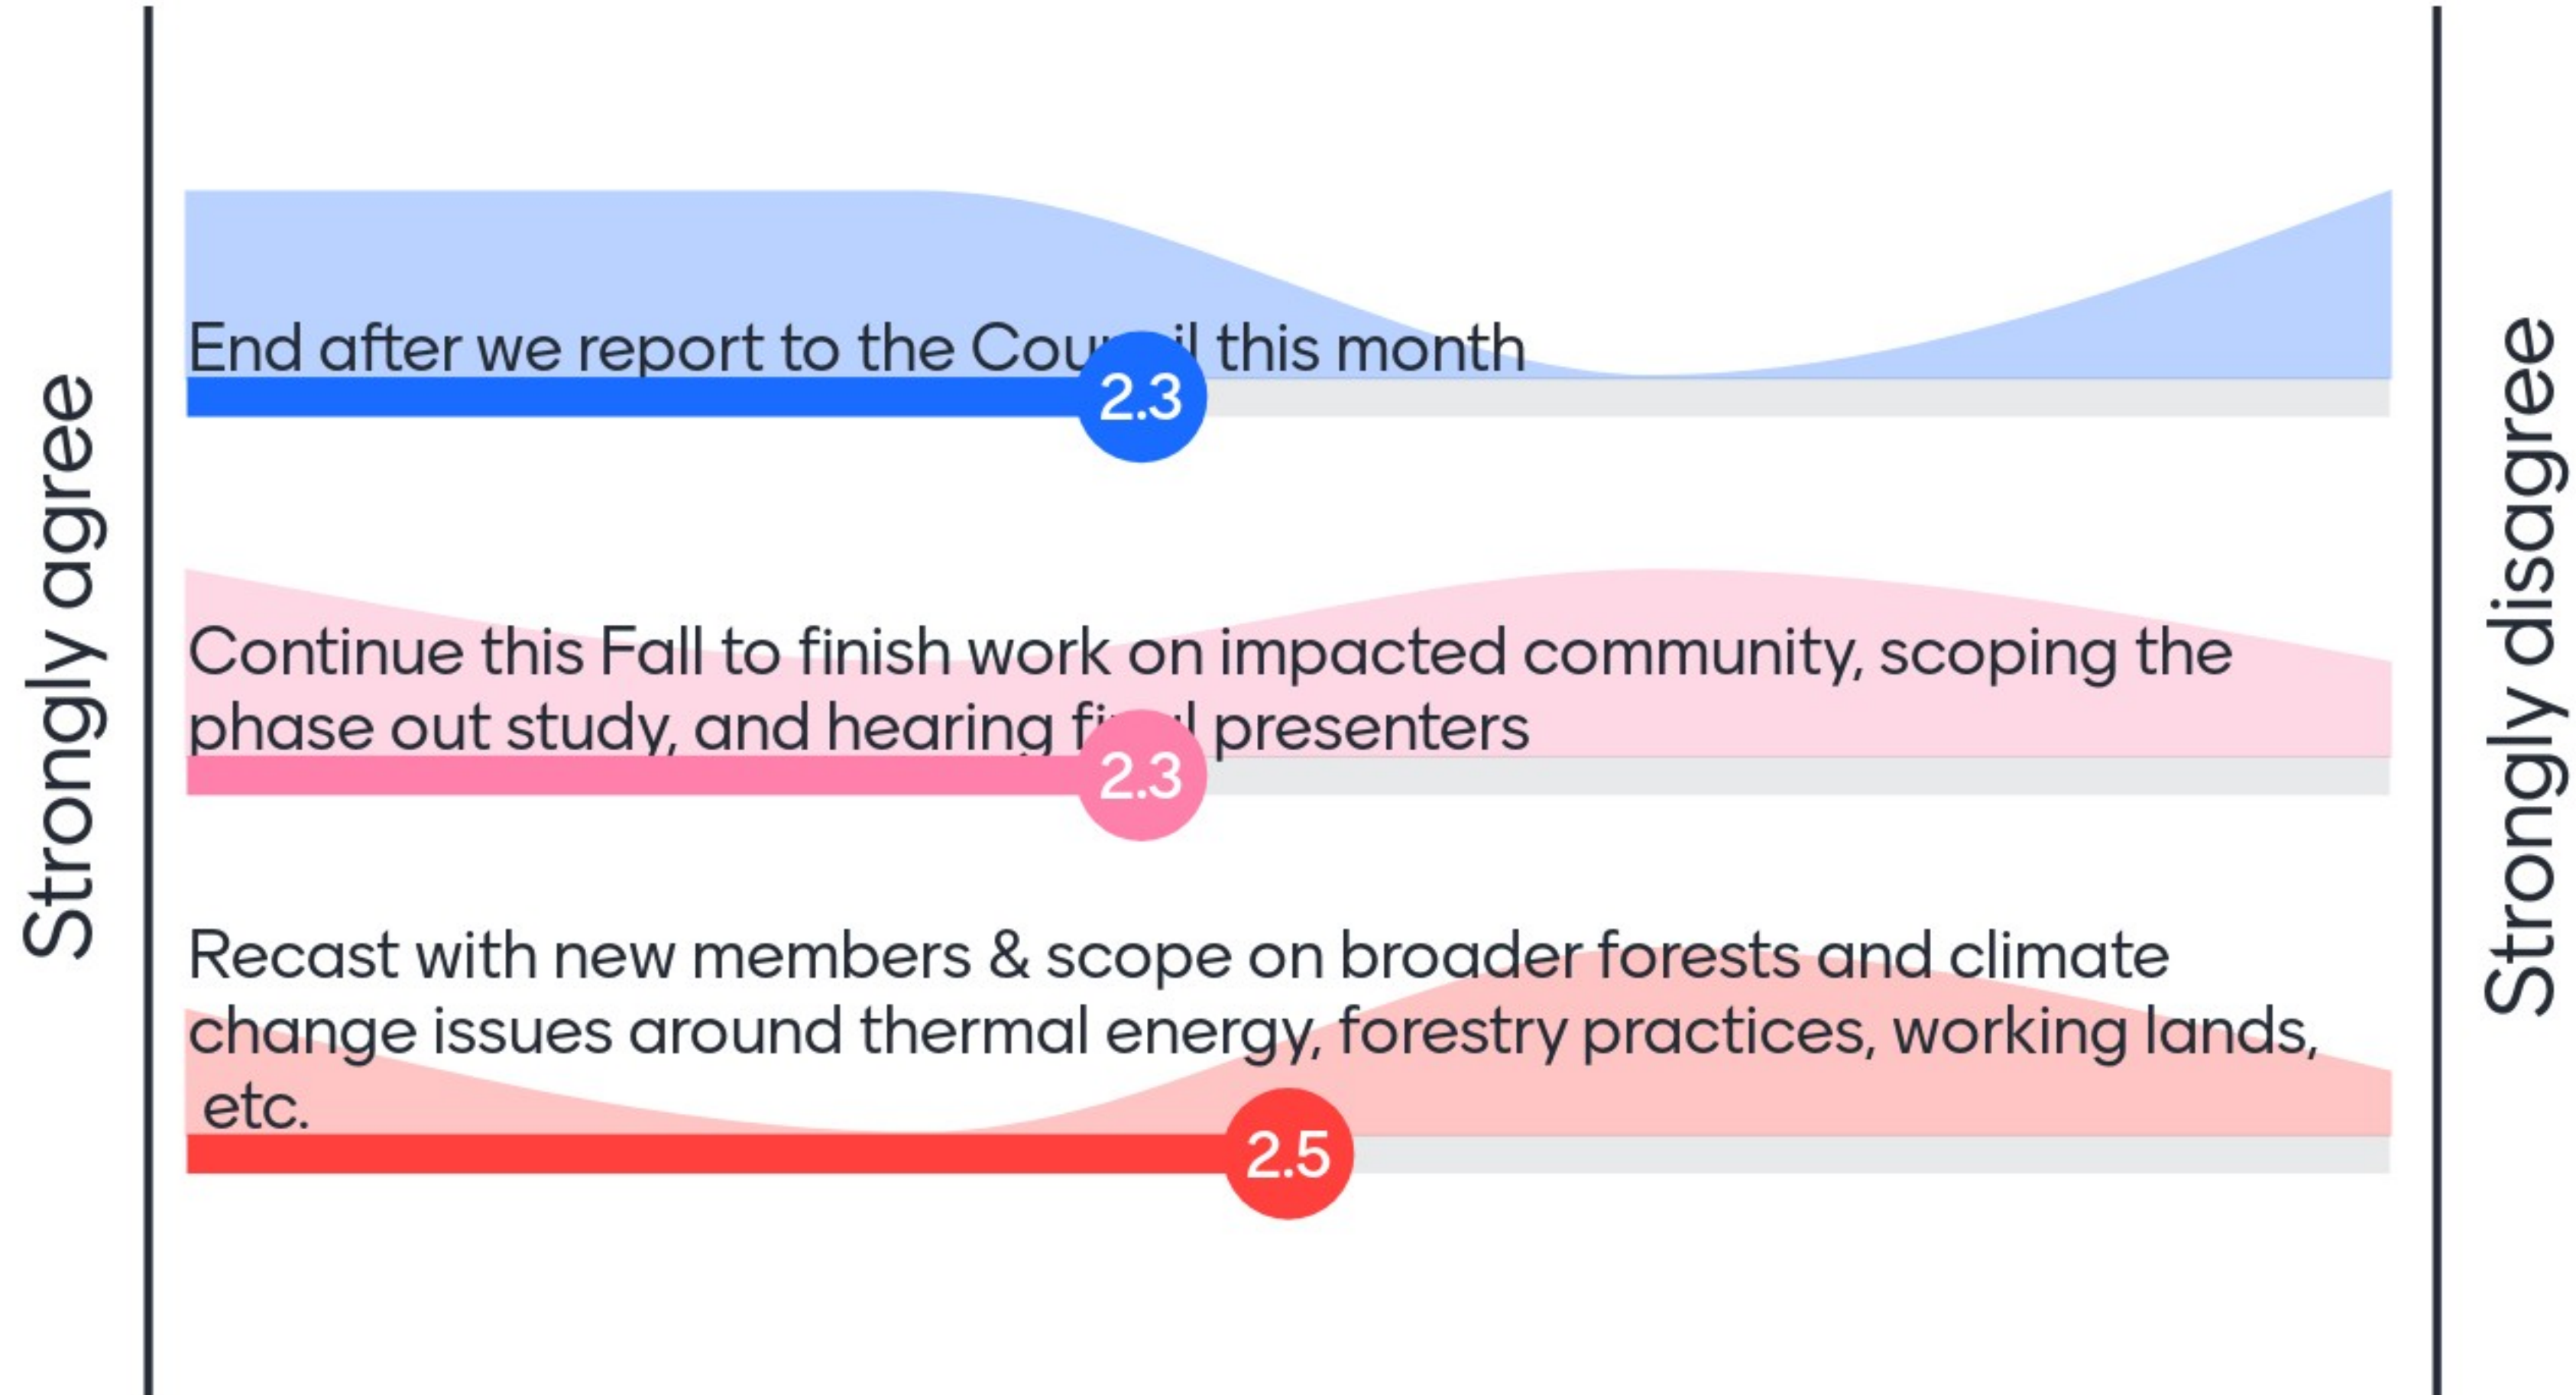 Strongly agree
End after we report to the Council this month
2.3
Continue this Fall to finish work on impacted community, scoping the
phase out study, and hearing final presenters
2.3
Recast with new members & scope on broader forests and climate
change issues around thermal energy, forestry practices, working lands,
etc.
2.5
Strongly disagree